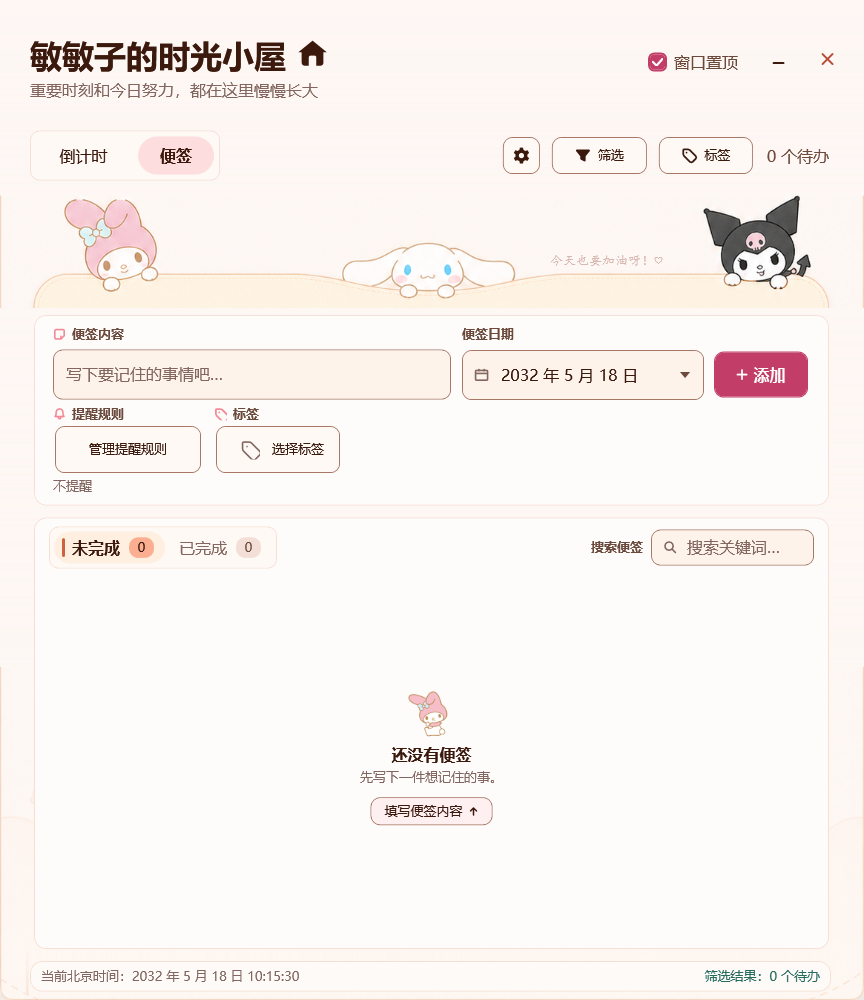 敏敏子的时光小屋
窗口置顶
重要时刻和今日努力，都在这里慢慢长大
倒计时 便签
筛选 标签 0 个待办
今天也要加油呀！♡
便签内容 便签日期
写下要记住的事情吧... 2032 年 5 月 18 日 + 添加
提醒规则 标签
管理提醒规则 选择标签
不提醒
未完成 0 已完成 0 搜索便签 搜索关键词...
还没有便签
先写下一件想记住的事。
填写便签内容 ↑
当前北京时间：2032 年 5 月 18 日 10:15:30 筛选结果：0 个待办